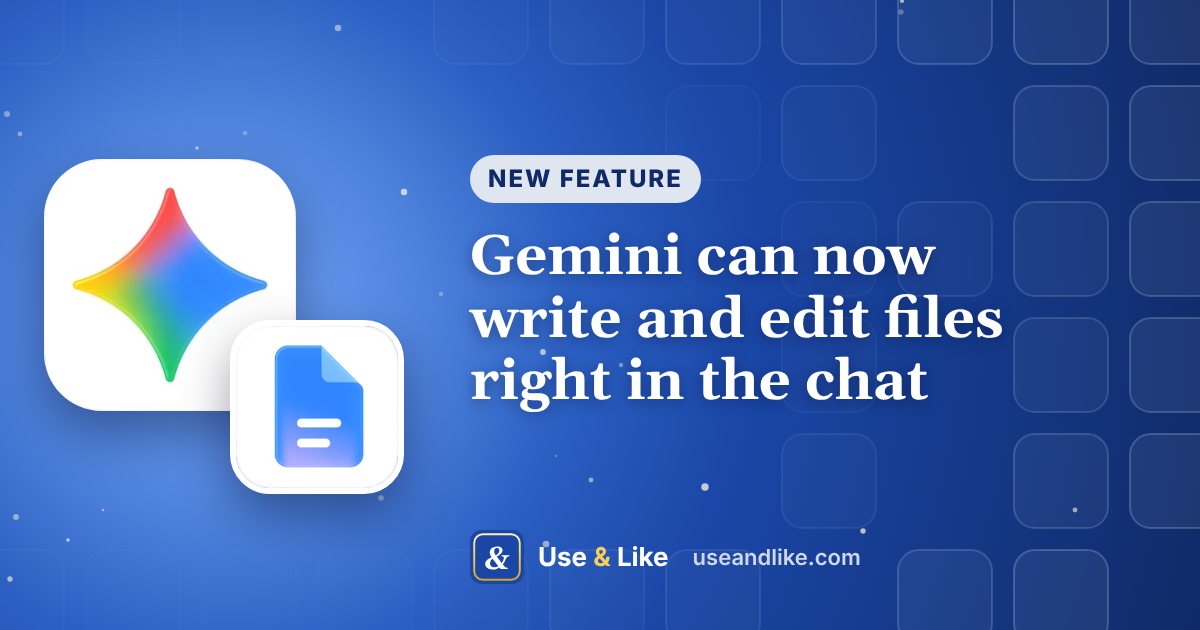 NEW FEATURE
Gemini can now
write and edit files
right in the chat
& Use & Like useandlike.com